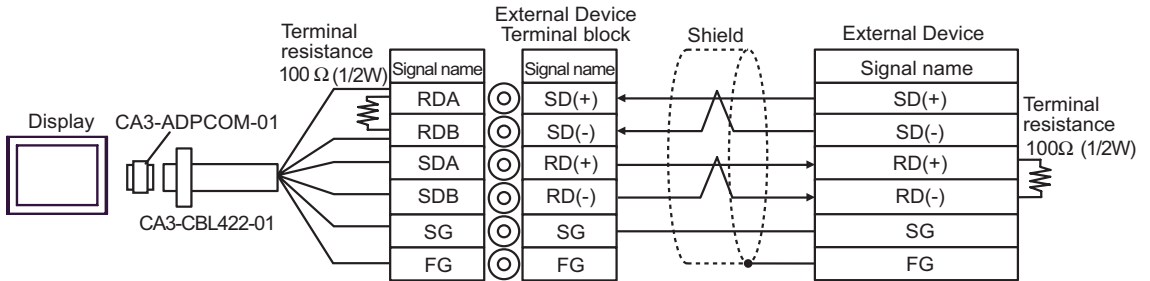 Terminal
resistance
100 Ω (1/2W)
External Device
Terminal block
Shield
External Device
Signal name
Signal name
Signal name
RDA
SD(+)
SD(+)
RDB
SD(-)
SD(-)
SDA
RD(+)
RD(+)
SDB
RD(-)
RD(-)
SG
SG
SG
FG
FG
FG
Display
CA3-ADPCOM-01
CA3-CBL422-01
Terminal
resistance
100Ω (1/2W)